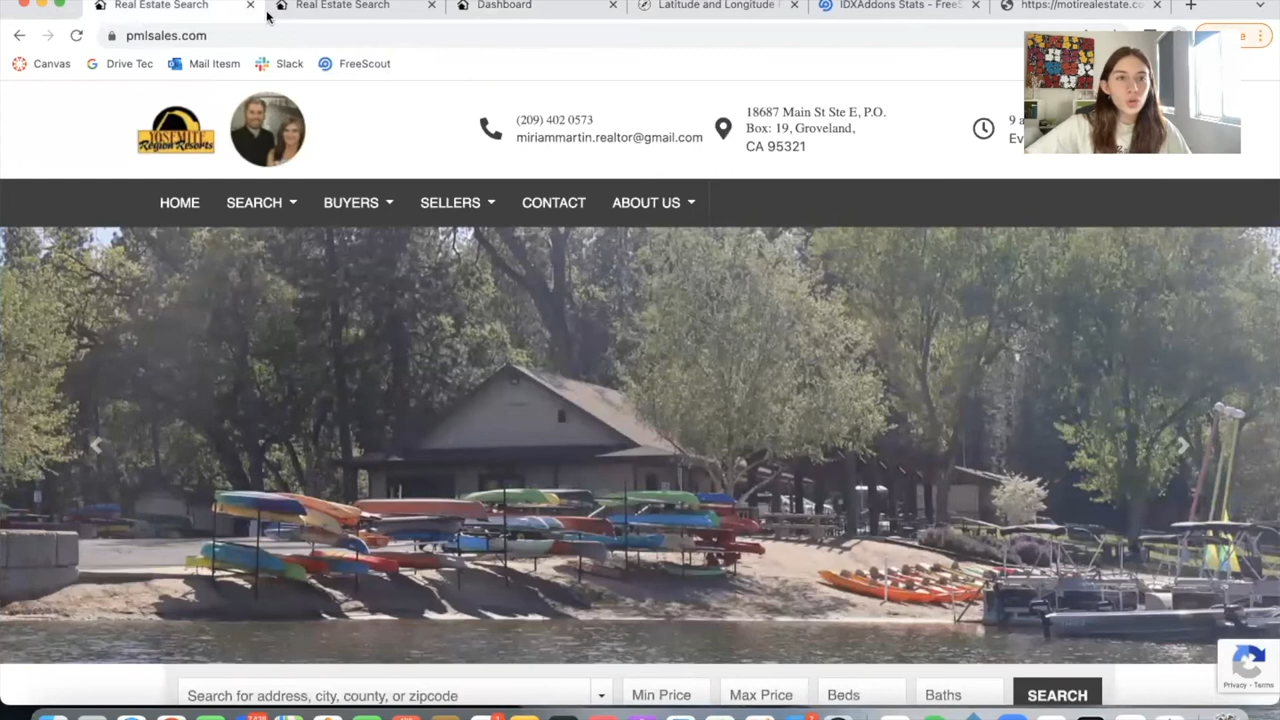 Real Estate Search
Real Estate Search
Dashboard
Latitude and Longitude
IDXAddons Stats - Free
https://motirealestate.co
pmlsales.com
Canvas
Drive Tec
Mail Itesm
Slack
FreeScout
YOSEMITE
Region Resorts
(209) 402 0573
miriammartin.realtor@gmail.com
18687 Main St Ste E, P.O.
Box: 19, Groveland,
CA 95321
9 a
Ev
HOME
SEARCH
BUYERS
SELLERS
CONTACT
ABOUT US
Search for address, city, county, or zipcode
Min Price
Max Price
Beds
Baths
SEARCH
Privacy - Terms